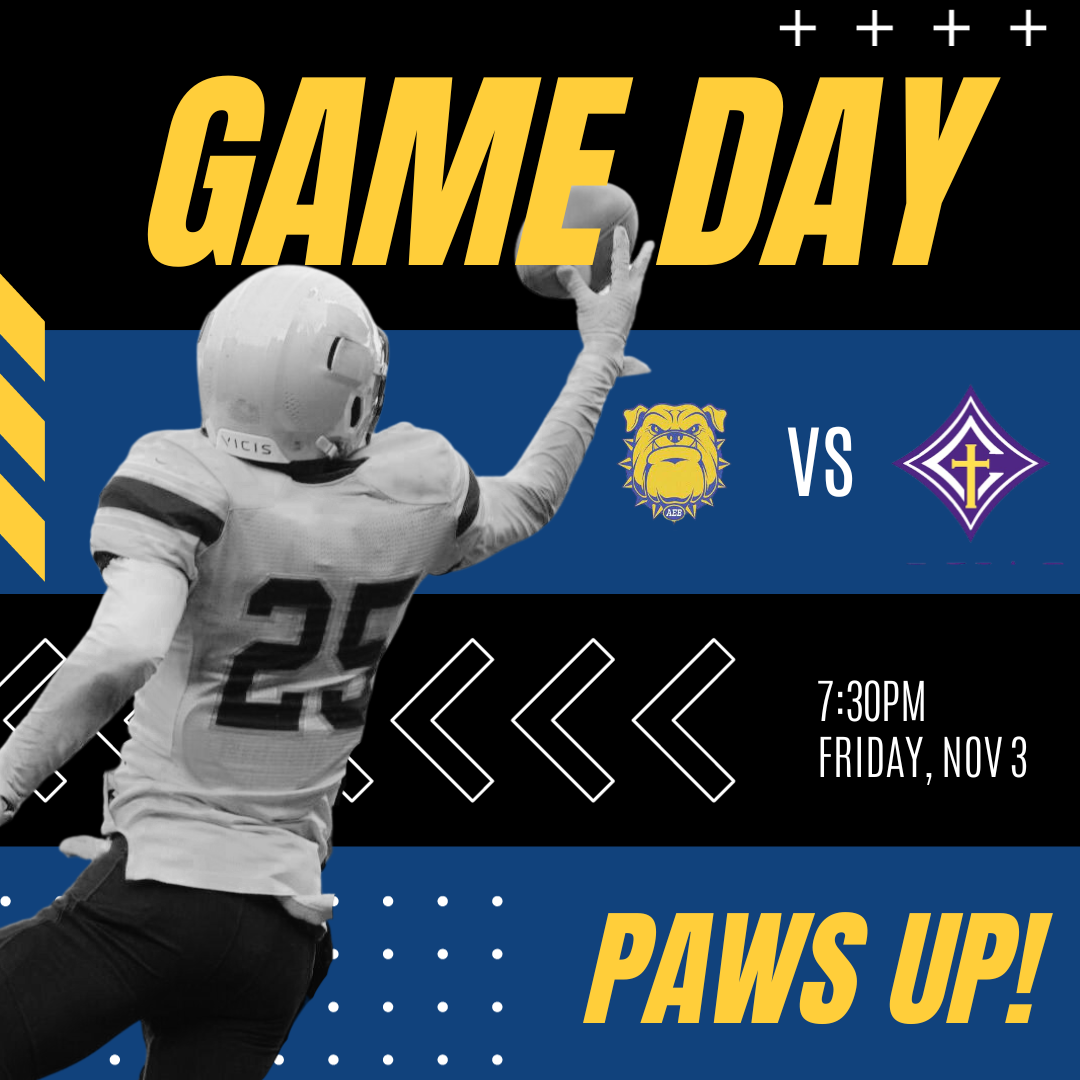 GAME DAY
VICIS
AEB
VS
25
7:30PM
FRIDAY, NOV 3
PAWS UP!